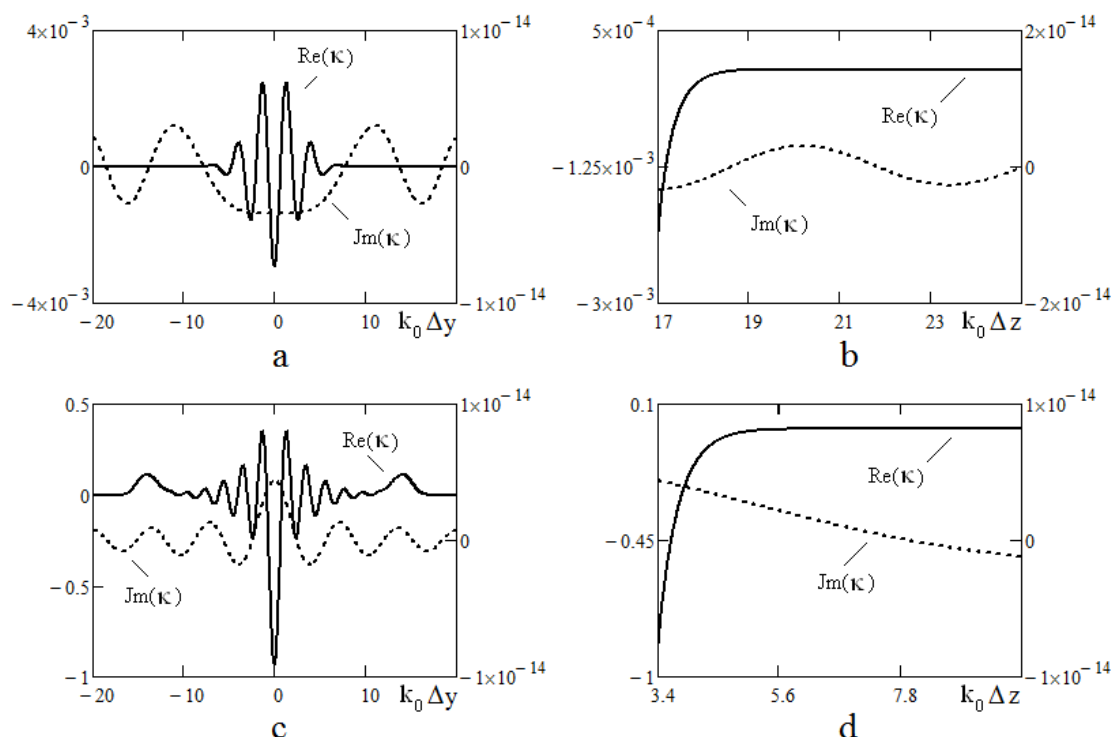 4×10⁻³ 1×10⁻¹⁴
Re(κ)
0 0
Jm(κ)
−4×10⁻³ −1×10⁻¹⁴
−20 −10 0 10 k₀ Δy
a
5×10⁻⁴ 2×10⁻¹⁴
Re(κ)
−1.25×10⁻³ 0
Jm(κ)
−3×10⁻³ −2×10⁻¹⁴
17 19 21 23 k₀ Δz
b
0.5 1×10⁻¹⁴
Re(κ)
0
0
Jm(κ)
−0.5
−1 −1×10⁻¹⁴
−20 −10 0 10 k₀ Δy
c
0.1 1×10⁻¹⁴
Re(κ)
−0.45 0
Jm(κ)
−1 −1×10⁻¹⁴
3.4 5.6 7.8 k₀ Δz
d